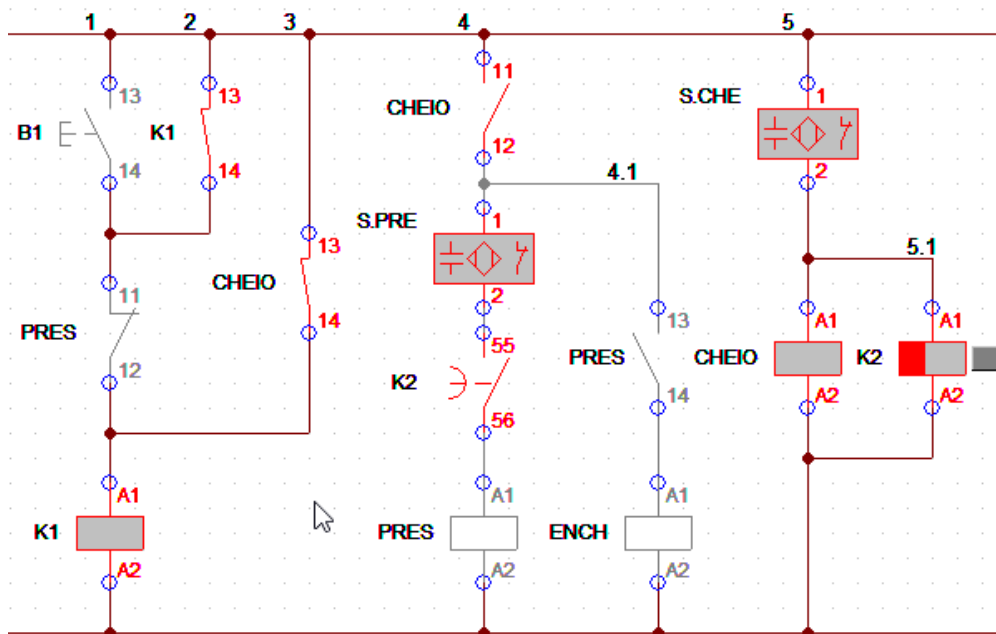 1 2 3 4 5
13 13 11 1
B1 K1 CHEIO S.CHE
14 14 12 2
4.1
S.PRE 1
13 5.1
11 CHEIO 2
14 13 A1 A1
PRES 55 PRES CHEIO K2
12 K2 14 A2 A2
56
A1 A1 A1
K1 PRES ENCH
A2 A2 A2